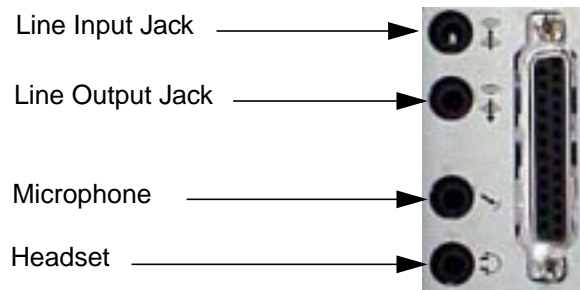 Line Input Jack
Line Output Jack
Microphone
Headset